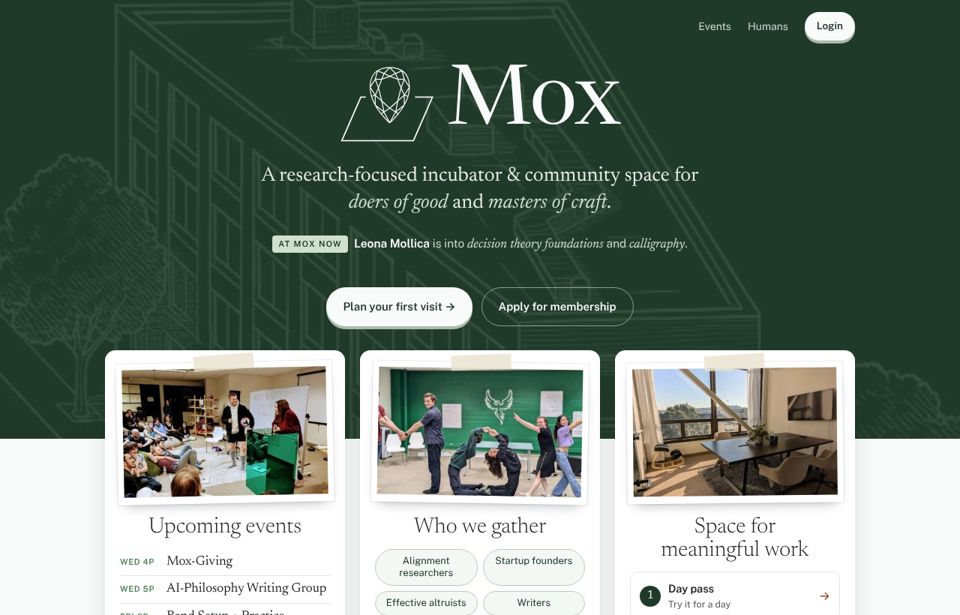 Events
Humans
Login
Mox
A research-focused incubator & community space for
doers of good and masters of craft.
AT MOX NOW
Leona Mollica is into decision theory foundations and calligraphy.
Plan your first visit →
Apply for membership
Upcoming events
WED 4P Mox-Giving
WED 5P AI-Philosophy Writing Group
Who we gather
Alignment
researchers
Startup founders
Effective altruists
Writers
Space for
meaningful work
1
Day pass
Try it for a day
→